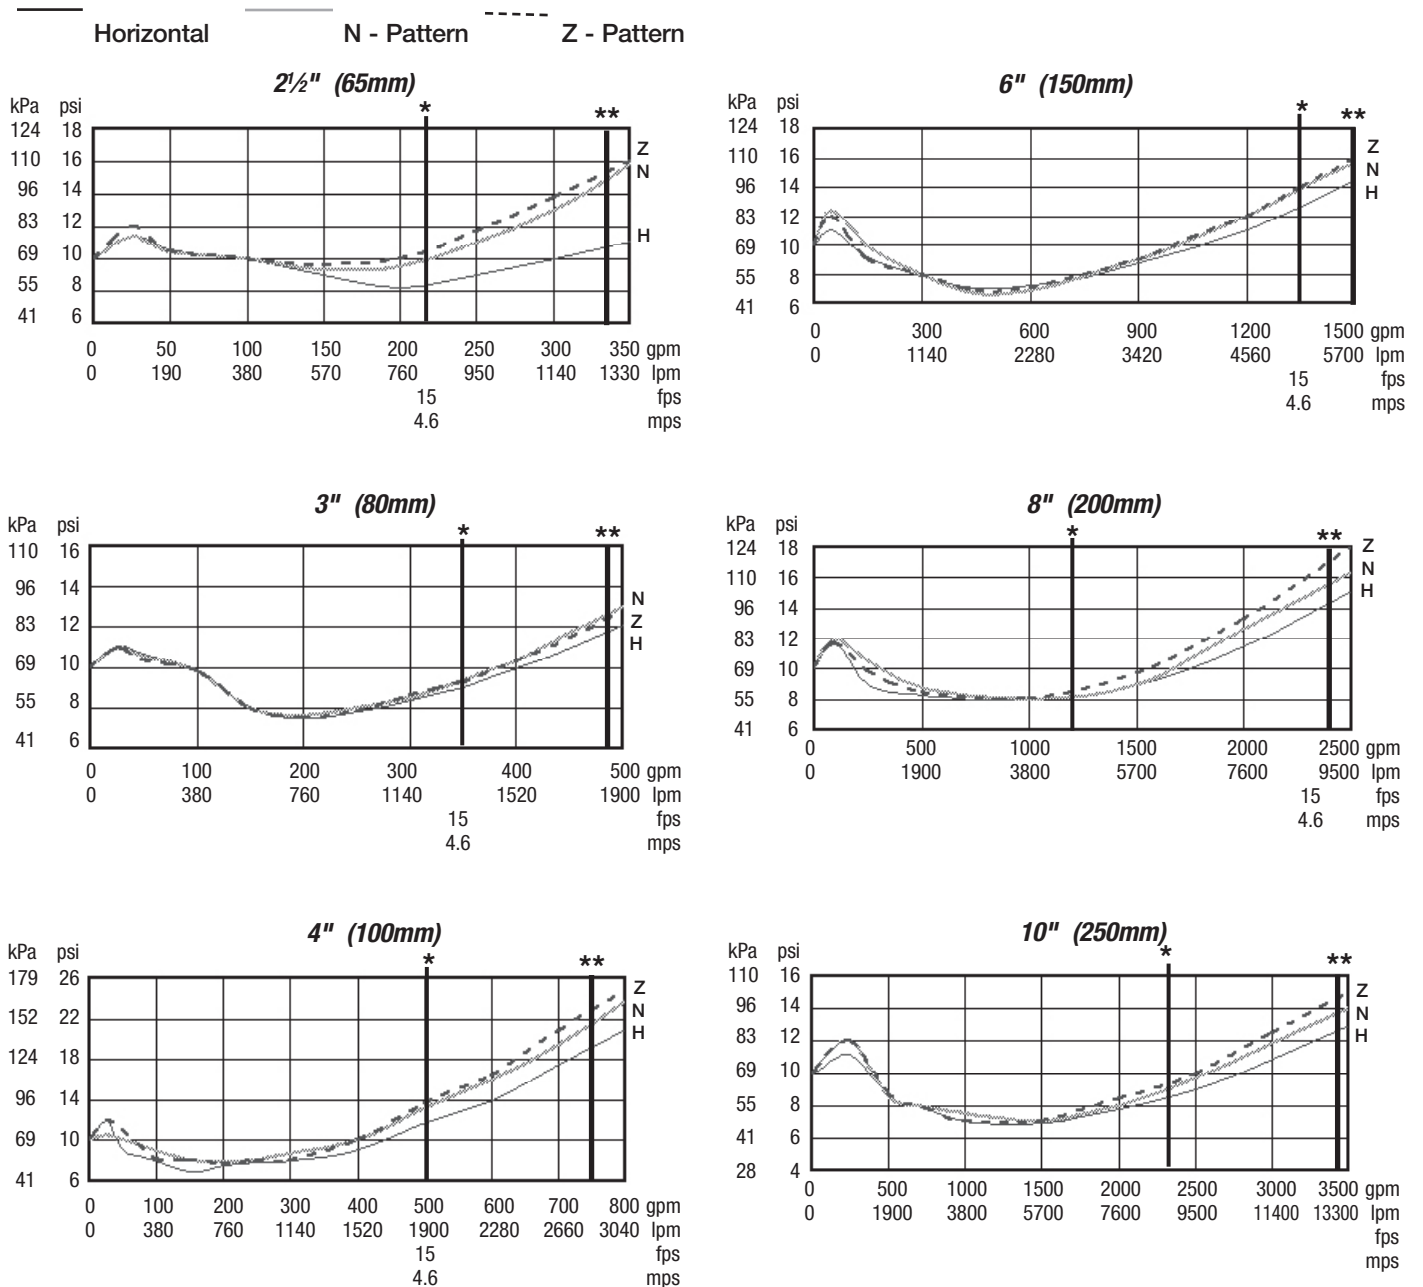 Horizontal N - Pattern Z - Pattern
2½" (65mm)
kPa psi
* **
124 18
110 16
96 14
83 12
69 10
55 8
41 6
Z
N
H
0 50 100 150 200 250 300 350 gpm
0 190 380 570 760 950 1140 1330 lpm
15 fps
4.6 mps
6" (150mm)
kPa psi
* **
124 18
110 16
96 14
83 12
69 10
55 8
41 6
Z
N
H
0 300 600 900 1200 1500 gpm
0 1140 2280 3420 4560 5700 lpm
15 fps
4.6 mps
3" (80mm)
kPa psi
* **
110 16
96 14
83 12
69 10
55 8
41 6
N
Z
H
0 100 200 300 400 500 gpm
0 380 760 1140 1520 1900 lpm
15 fps
4.6 mps
8" (200mm)
kPa psi
* **
124 18
110 16
96 14
83 12
69 10
55 8
41 6
Z
N
H
0 500 1000 1500 2000 2500 gpm
0 1900 3800 5700 7600 9500 lpm
15 fps
4.6 mps
4" (100mm)
kPa psi
* **
179 26
152 22
124 18
96 14
69 10
41 6
Z
N
H
0 100 200 300 400 500 600 700 800 gpm
0 380 760 1140 1520 1900 2280 2660 3040 lpm
15 fps
4.6 mps
10" (250mm)
kPa psi
* **
110 16
96 14
83 12
69 10
55 8
41 6
28 4
Z
N
H
0 500 1000 1500 2000 2500 3000 3500 gpm
0 1900 3800 5700 7600 9500 11400 13300 lpm
fps
mps